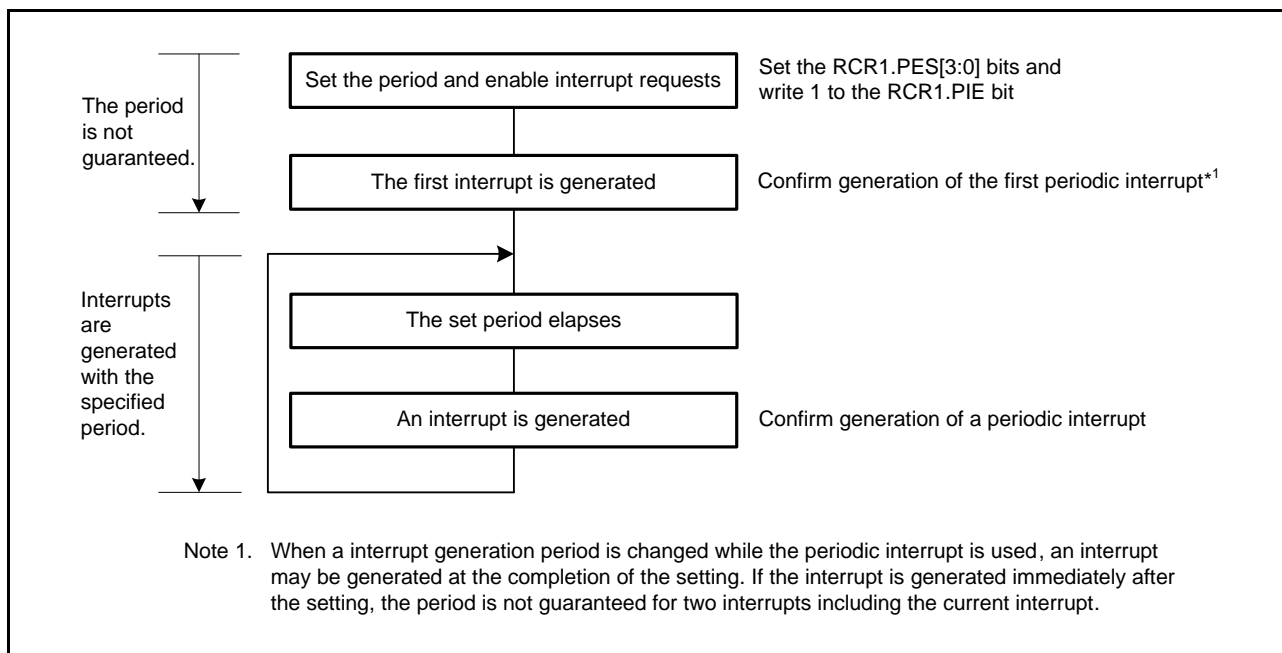 Set the period and enable interrupt requests
Set the RCR1.PES[3:0] bits and
write 1 to the RCR1.PIE bit
The period
is not
guaranteed.
The first interrupt is generated
Confirm generation of the first periodic interrupt*1
Interrupts
are
generated
with the
specified
period.
The set period elapses
An interrupt is generated
Confirm generation of a periodic interrupt
Note 1. When a interrupt generation period is changed while the periodic interrupt is used, an interrupt
may be generated at the completion of the setting. If the interrupt is generated immediately after
the setting, the period is not guaranteed for two interrupts including the current interrupt.